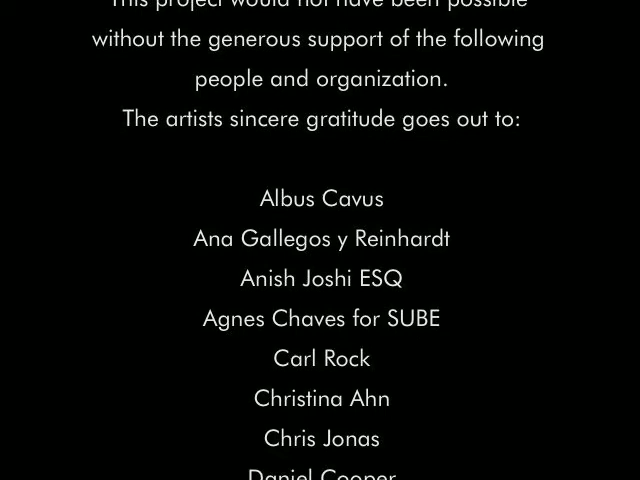 This project would not have been possible
without the generous support of the following
people and organization.
The artists sincere gratitude goes out to:
Albus Cavus
Ana Gallegos y Reinhardt
Anish Joshi ESQ
Agnes Chaves for SUBE
Carl Rock
Christina Ahn
Chris Jonas
Daniel Cooper